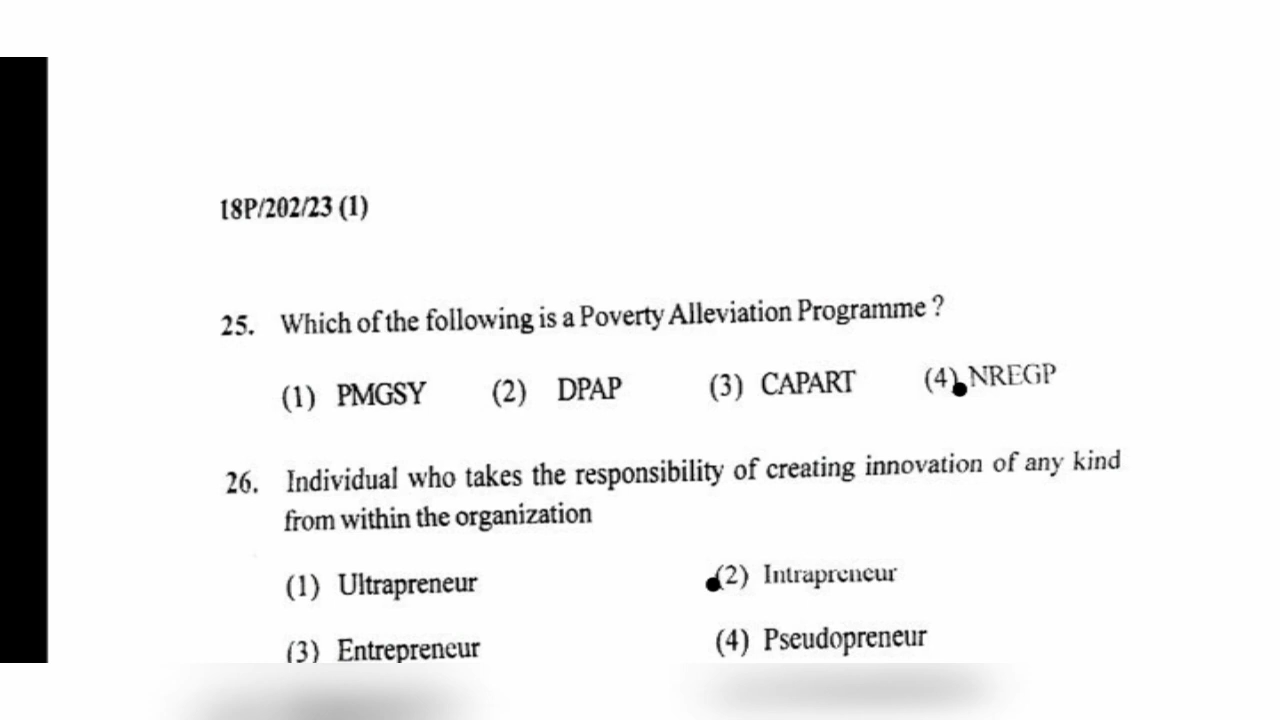 18P/202/23 (1)
25. Which of the following is a Poverty Alleviation Programme ?
(1) PMGSY (2) DPAP (3) CAPART (4) NREGP
26. Individual who takes the responsibility of creating innovation of any kind
from within the organization
(1) Ultrapreneur (2) Intrapreneur
(3) Entrepreneur (4) Pseudopreneur